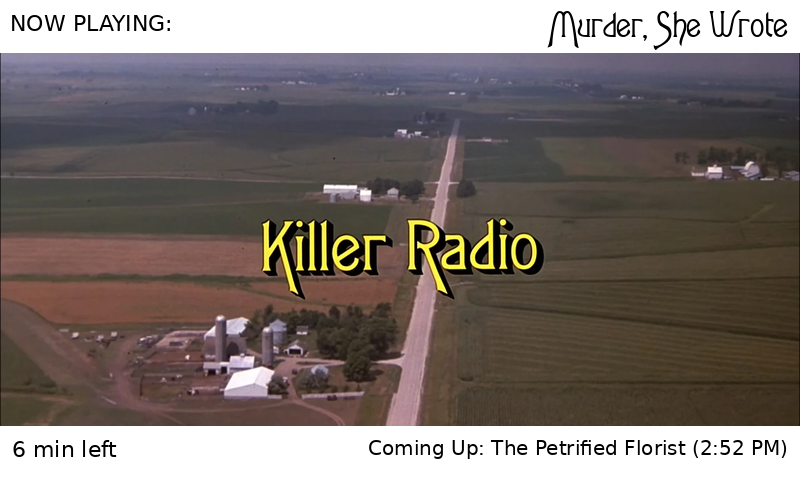 NOW PLAYING:
Murder, She Wrote
Killer Radio
6 min left
Coming Up: The Petrified Florist (2:52 PM)